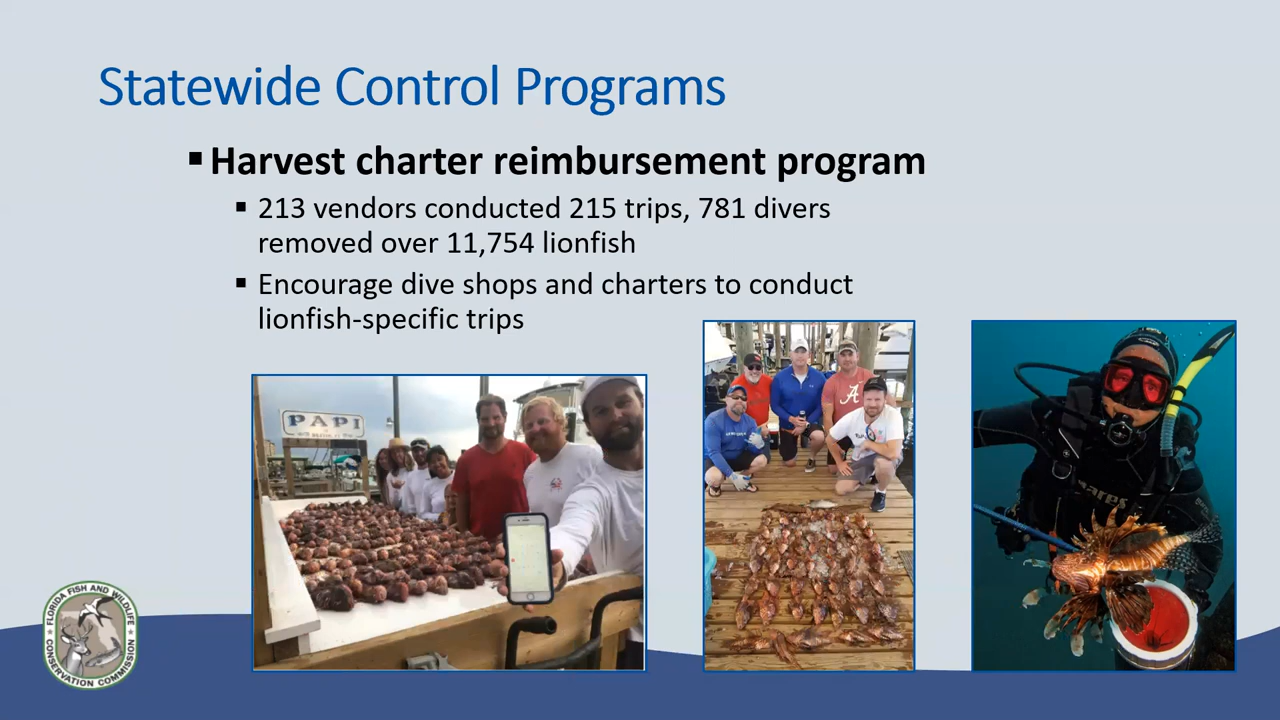 Statewide Control Programs
▪ Harvest charter reimbursement program
▪ 213 vendors conducted 215 trips, 781 divers
removed over 11,754 lionfish
▪ Encourage dive shops and charters to conduct
lionfish-specific trips
PAPI
A
mares
FLORIDA FISH AND WILDLIFE
CONSERVATION COMMISSION